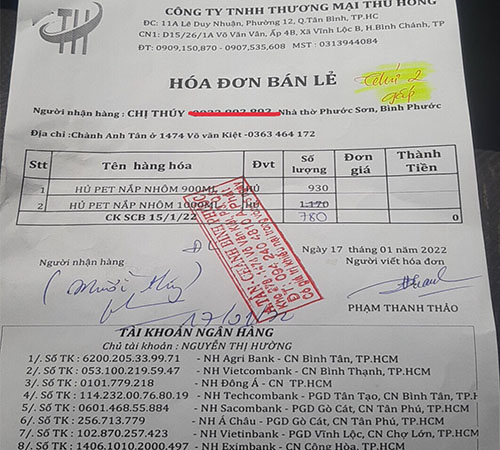 CÔNG TY TNHH THƯƠNG MẠI THU HỒNG
ĐC: 11A Lê Duy Nhuận, Phường 12, Q.Tân Bình, TP.HC
CN1: D15/26/1A Võ Văn Vân, Ấp 4B, Xã Vĩnh Lộc B, H.Bình Chánh, TP
ĐT: 0909,150,870 - 0907,535,608 MST : 0313944084
TH
HÓA ĐƠN BÁN LẺ
thứ 2
gấp
Người nhận hàng : CHỊ THÚY - Nhà thờ Phước Sơn, Bình Phước
Địa chỉ :Chành Anh Tân ở 1474 Võ văn Kiệt -0363 464 172
Stt Tên hàng hóa Đvt Số lượng Đơn giá Thành Tiền
1 HỦ PET NẮP NHÔM 900ML HỦ 930
2 HỦ PET NẮP NHÔM 1000ML 1.170
CK SCB 15/1/22 780 0
Ngày 17 tháng 01 năm 2022
Người nhận hàng Người viết hóa đơn
PHẠM THANH THẢO
TÀI KHOẢN NGÂN HÀNG
Chủ tài khoản : NGUYỄN THỊ HƯỜNG
1/. Số TK : 6200.205.33.99.71 - NH Agri Bank - CN Bình Tân, TP.HCM
2/. Số TK : 053.100.219.59.47 - NH Vietcombank - CN Bình Thạnh, TP.HCM
3/. Số TK : 0101.779.218 - NH Đông Á - CN TP.HCM
4/. Số TK : 114.232.00.76.80.19 - NH Techcombank - PGD Tân Tạo, CN Bình Tân, TP.HCM
5/. Số TK : 0601.468.55.884 - NH Sacombank - PGD Gò Cát, CN Tân Phú, TP.HCM
6/. Số TK : 256.713.779 - NH Á Châu - PGD Gò Cát, CN Tân Phú, TP.HCM
7/. Số TK : 102.870.257.423 - NH Vietinbank - PGD Vĩnh Lộc, CN Chợ Lớn, TP.HCM
8/. Số TK : 1406.1010.2000.497 - NH Eximbank - CN Cộng Hòa, TP.HCM